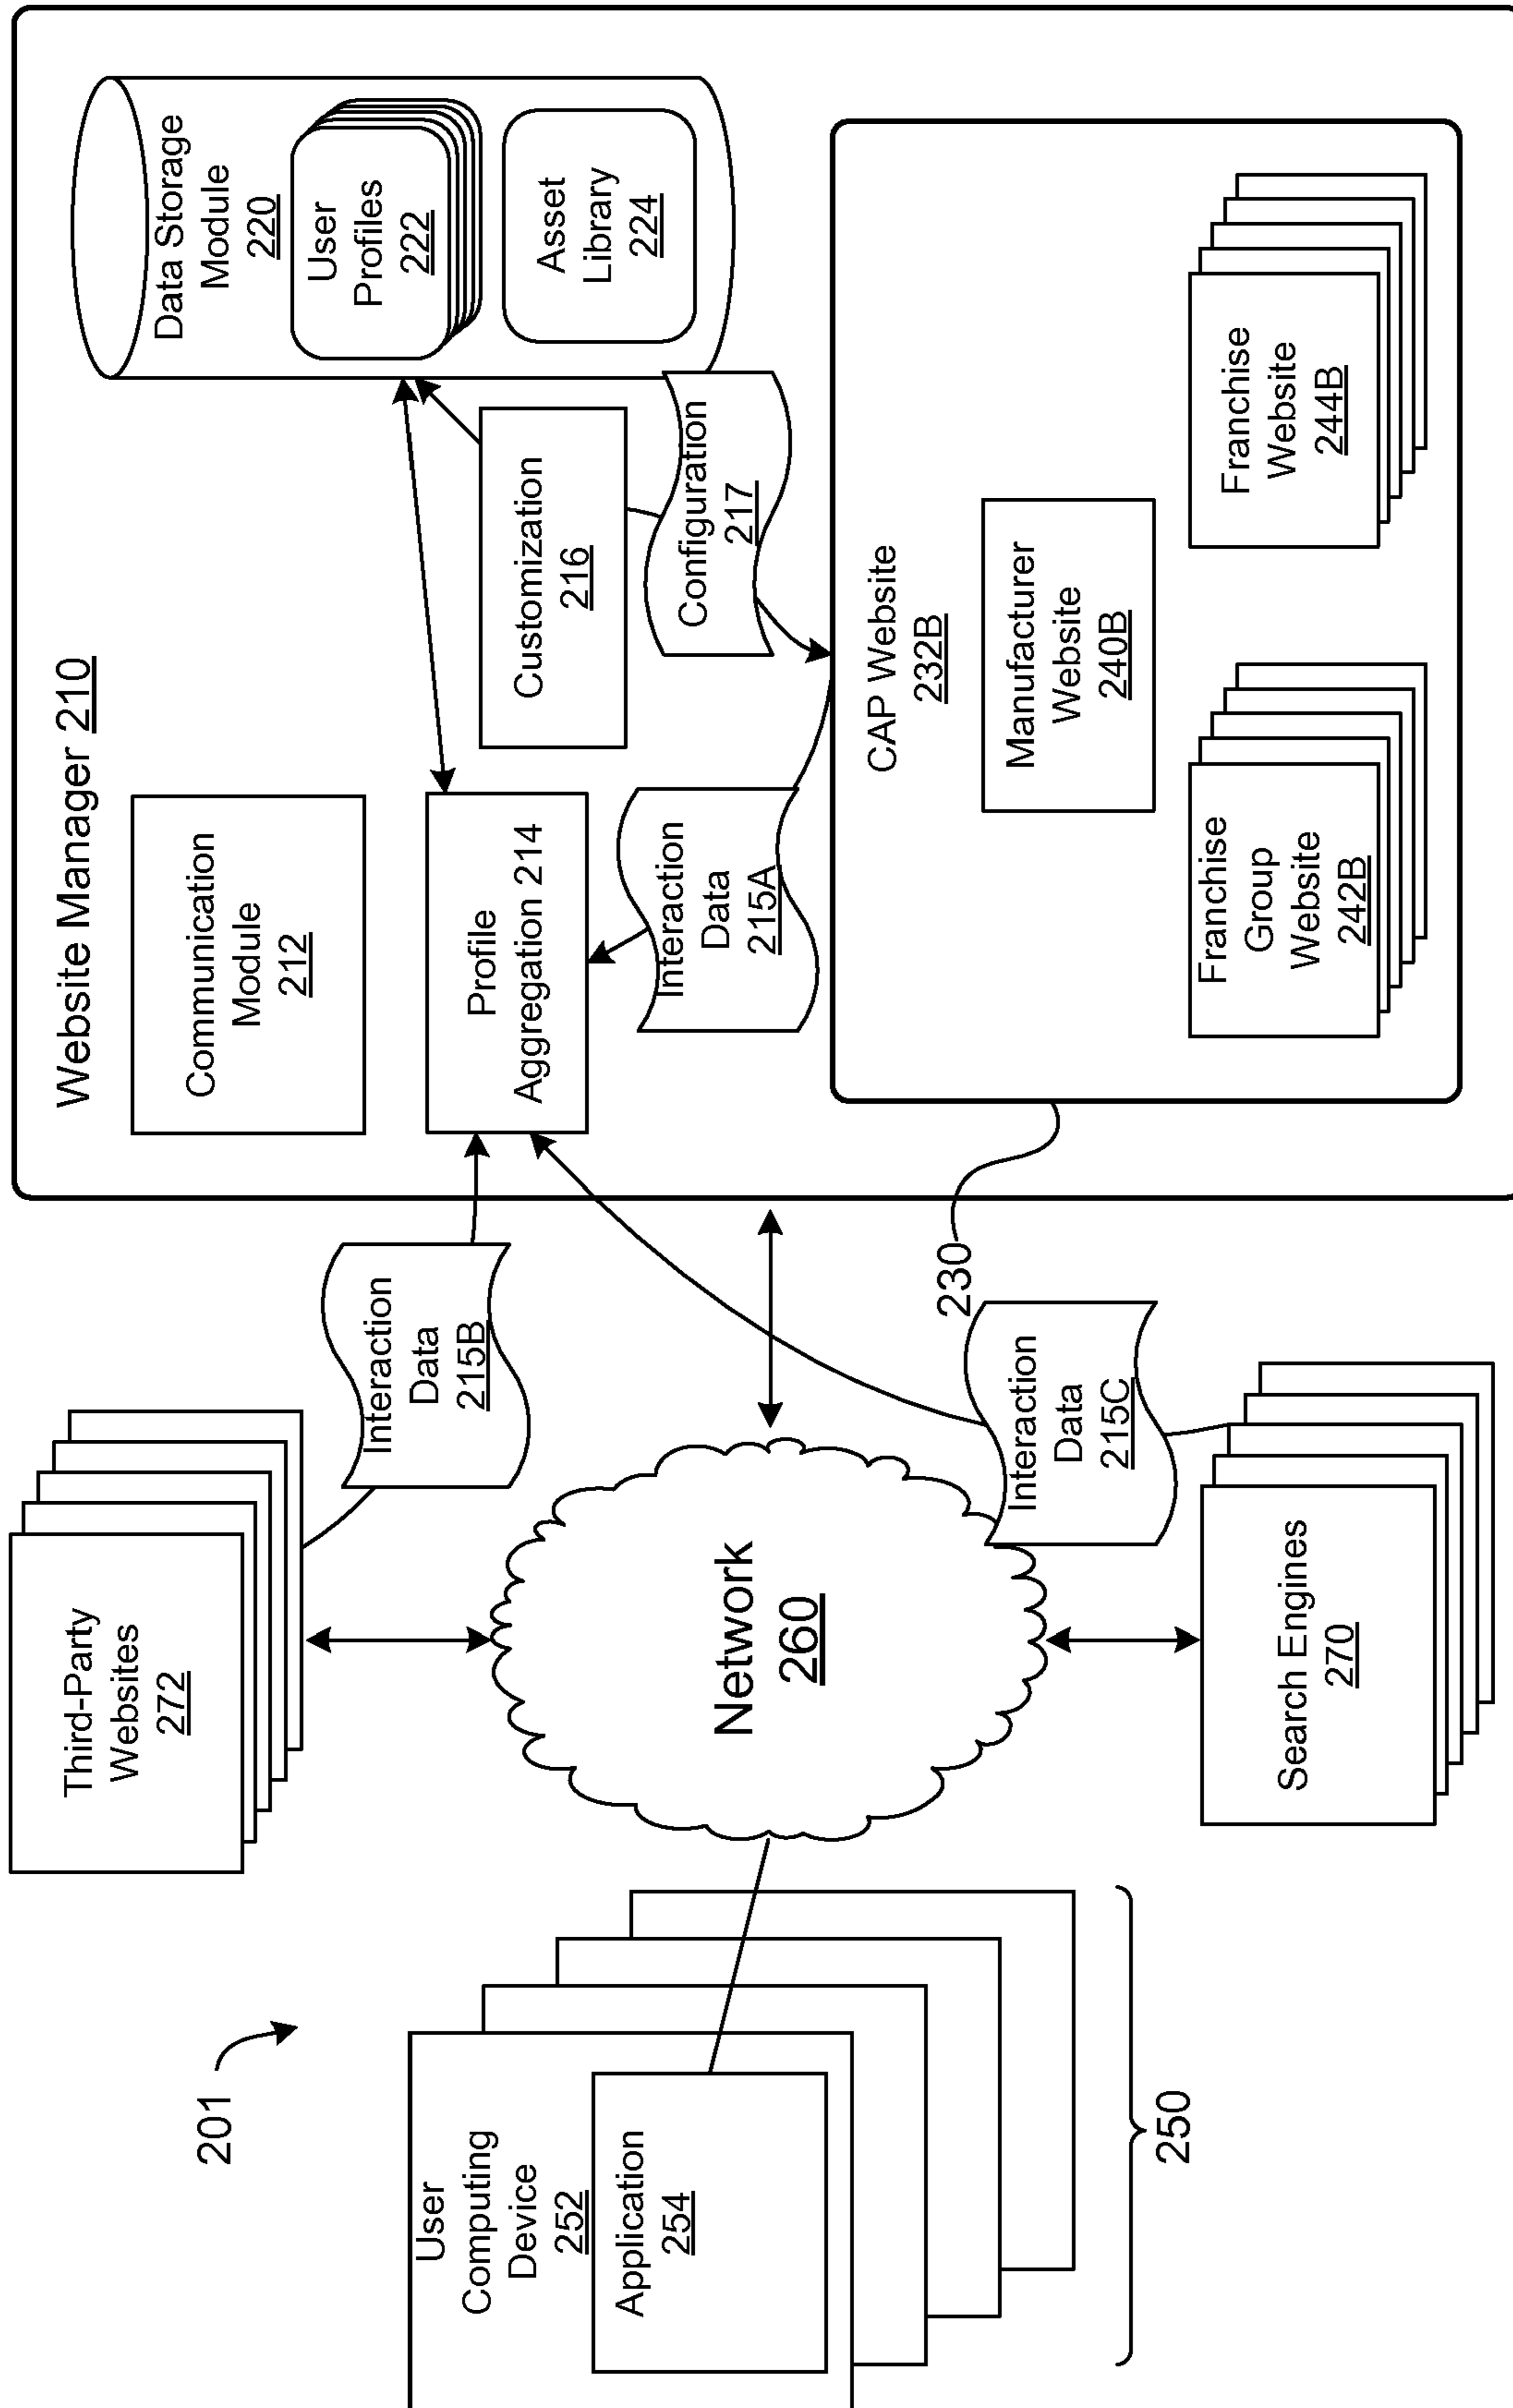 201
User
Computing
Device
252
Application
254
250
Third-Party
Websites
272
Network
260
Search Engines
270
Interaction
Data
215B
Interaction
Data
215C
230
Website Manager 210
Communication
Module
212
Profile
Aggregation 214
Interaction
Data
215A
Customization
216
Configuration
217
Data Storage
Module
220
User
Profiles
222
Asset
Library
224
CAP Website
232B
Manufacturer
Website
240B
Franchise
Group
Website
242B
Franchise
Website
244B